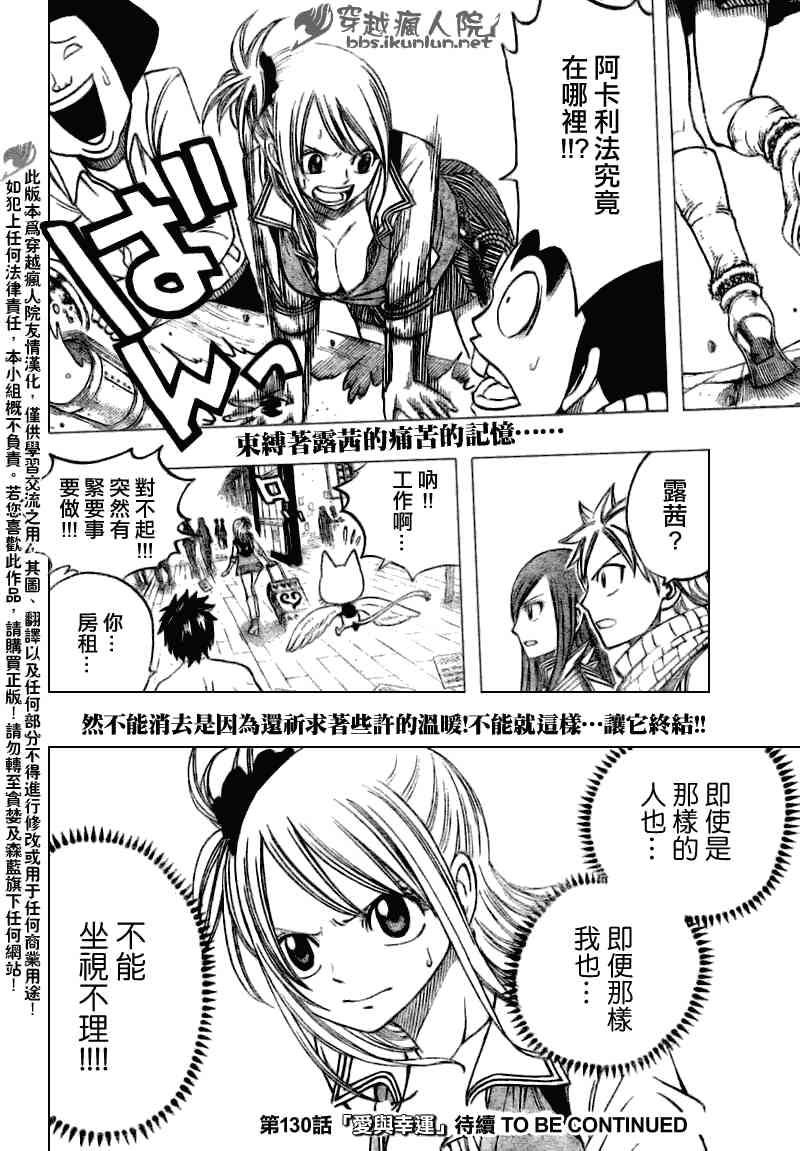 穿越瘋人院
bbs.ikunlun.net
阿卡利法究竟
在哪裡!!?
ばんっ
束縛著露茜的痛苦的記憶……
露茜?
吶!!
工作啊…
對不起!!!
突然有
緊要事
要做!!!
你…
房租…
然不能消去是因為還祈求著些許的溫暖!不能就這樣…讓它終結!!
即使是
那樣的
人也…
即便那樣
我也…
不能
坐視不理!!!!
第130話「愛與幸運」待續 TO BE CONTINUED
此版本爲穿越瘋人院友情漢化，僅供學習交流之用，其圖、翻譯以及任何部分不得進行修改或用于任何商業用途！
如犯上任何法律責任，本小組概不負責。若您喜歡此作品，請購買正版！請勿轉至貪婪及森藍旗下任何網站！